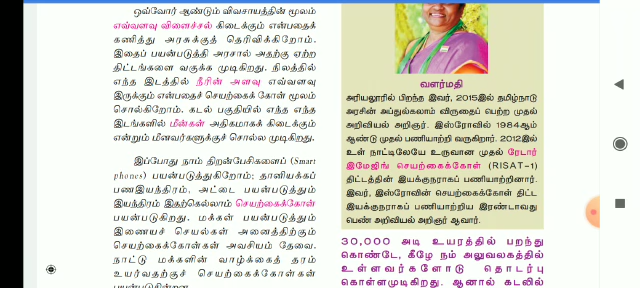 ஒவ்வோர் ஆண்டும் விவசாயத்தின் மூலம்
எவ்வளவு விளைச்சல் கிடைக்கும் என்பதைக்
கணித்து அரசுக்குத் தெரிவிக்கிறோம்.
இதைப் பயன்படுத்தி அரசால் அதற்கு ஏற்ற
திட்டங்களை வகுக்க முடிகிறது. நிலத்தில்
எந்த இடத்தில் நீரின் அளவு எவ்வளவு
இருக்கும் என்பதைச் செயற்கைக் கோள் மூலம்
சொல்கிறோம். கடல் பகுதியில் எந்த எந்த
இடங்களில் மீன்கள் அதிகமாகக் கிடைக்கும்
என்றும் மீனவர்களுக்குச் சொல்ல முடிகிறது.
இப்போது நாம் திறன்பேசிகளைப் (Smart
phones) பயன்படுத்துகிறோம்; தானியக்கப்
பணஇயந்திரம், அட்டை பயன்படுத்தும்
இயந்திரம் இதற்கெல்லாம் செயற்கைக்கோள்
பயன்படுகிறது. மக்கள் பயன்படுத்தும்
இணையச் செயல்கள் அனைத்திற்கும்
செயற்கைக்கோள்கள் அவசியம் தேவை.
நாட்டு மக்களின் வாழ்க்கைத் தரம்
உயர்வதற்குச் செயற்கைக்கோள்கள்
பயன்படுகின்றன
வளர்மதி
அரியலூரில் பிறந்த இவர், 2015இல் தமிழ்நாடு
அரசின் அப்துல்கலாம் விருதைப் பெற்ற முதல்
அறிவியல் அறிஞர். இஸ்ரோவில் 1984ஆம்
ஆண்டு முதல் பணியாற்றி வருகிறார். 2012இல்
உள் நாட்டிலேயே உருவான முதல் ரேடார்
இமேஜிங் செயற்கைக்கோள் (RISAT-1)
திட்டத்தின் இயக்குநராகப் பணியாற்றினார்.
இவர், இஸ்ரோவின் செயற்கைக்கோள் திட்ட
இயக்குநராகப் பணியாற்றிய இரண்டாவது
பெண் அறிவியல் அறிஞர் ஆவார்.
30,000 அடி உயரத்தில் பறந்து
கொண்டே, கீழே நம் அலுவலகத்தில்
உள்ளவர்களோடு தொடர்பு
கொள்ளமுடிகிறது. ஆனால் கடலில்